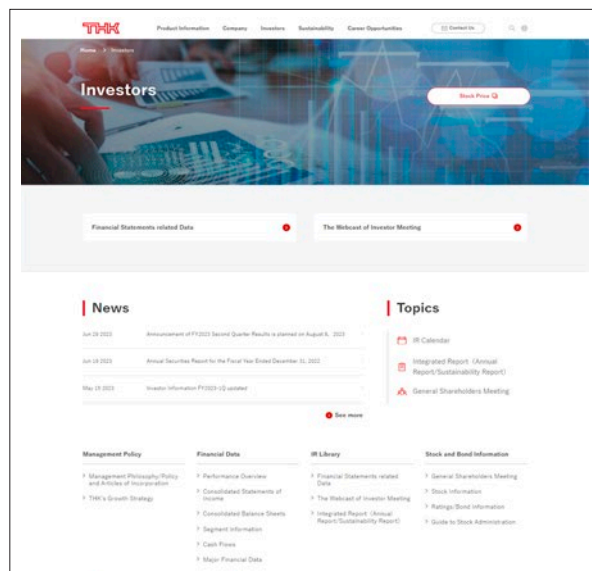 THK
Product Information Company Investors Sustainability Career Opportunities Contact Us
Home > Investors
Investors
Stock Price
Financial Statements related Data
The Webcast of Investor Meeting
News
Jun 29 2023 Announcement of FY2023 Second Quarter Results is planned on August 8, 2023
Jun 19 2023 Annual Securities Report for the Fiscal Year Ended December 31, 2022
May 15 2023 Investor Information FY2023-1Q updated
See more
Topics
IR Calendar
Integrated Report (Annual
Report/Sustainability Report)
General Shareholders Meeting
Management Policy
> Management Philosophy/Policy
and Articles of Incorporation
> THK's Growth Strategy
Financial Data
> Performance Overview
> Consolidated Statements of
Income
> Consolidated Balance Sheets
> Segment Information
> Cash Flows
> Major Financial Data
IR Library
> Financial Statements related
Data
> The Webcast of Investor Meeting
> Integrated Report (Annual
Report/Sustainability Report)
Stock and Bond Information
> General Shareholders Meeting
> Stock Information
> Ratings/Bond Information
> Guide to Stock Administration